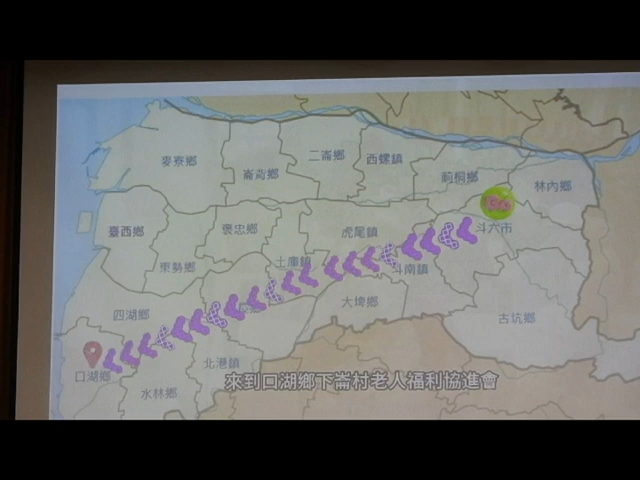 麥寮鄉
崙背鄉
二崙鄉
西螺鎮
莿桐鄉
林內鄉
臺西鄉
褒忠鄉
虎尾鎮
斗六市
東勢鄉
土庫鎮
斗南鎮
四湖鄉
大埤鄉
古坑鄉
口湖鄉
北港鎮
水林鄉
來到口湖鄉下崙村老人福利協進會